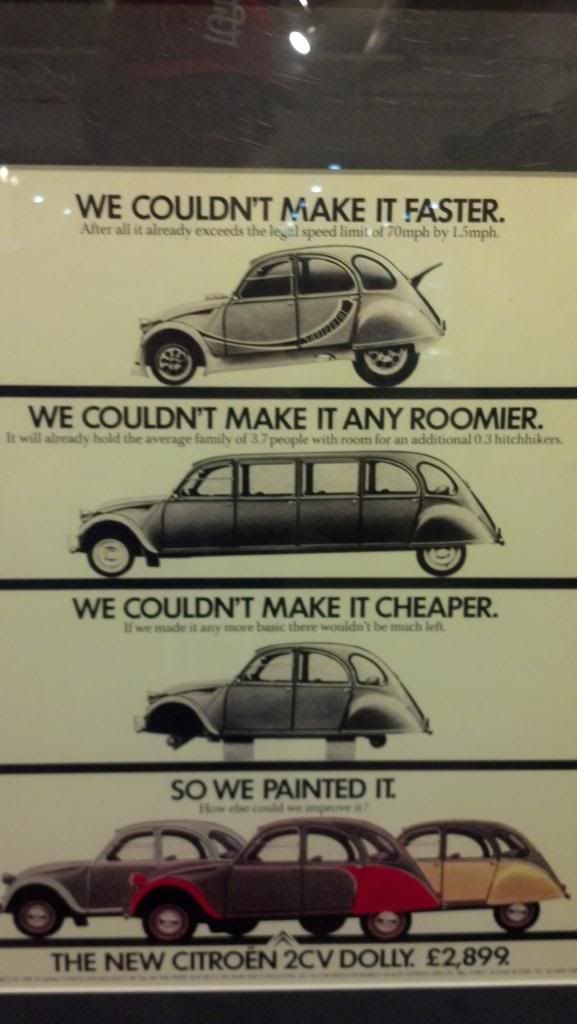 WE COULDN'T MAKE IT FASTER.
After all it already exceeds the legal speed limit of 70mph by 1.5mph.
WE COULDN'T MAKE IT ANY ROOMIER.
It will already hold the average family of 3.7 people with room for an additional 0.3 hitchhikers.
WE COULDN'T MAKE IT CHEAPER.
If we made it any more basic there wouldn't be much left.
SO WE PAINTED IT.
How else could we improve it?
THE NEW CITROËN 2CV DOLLY. £2,899.